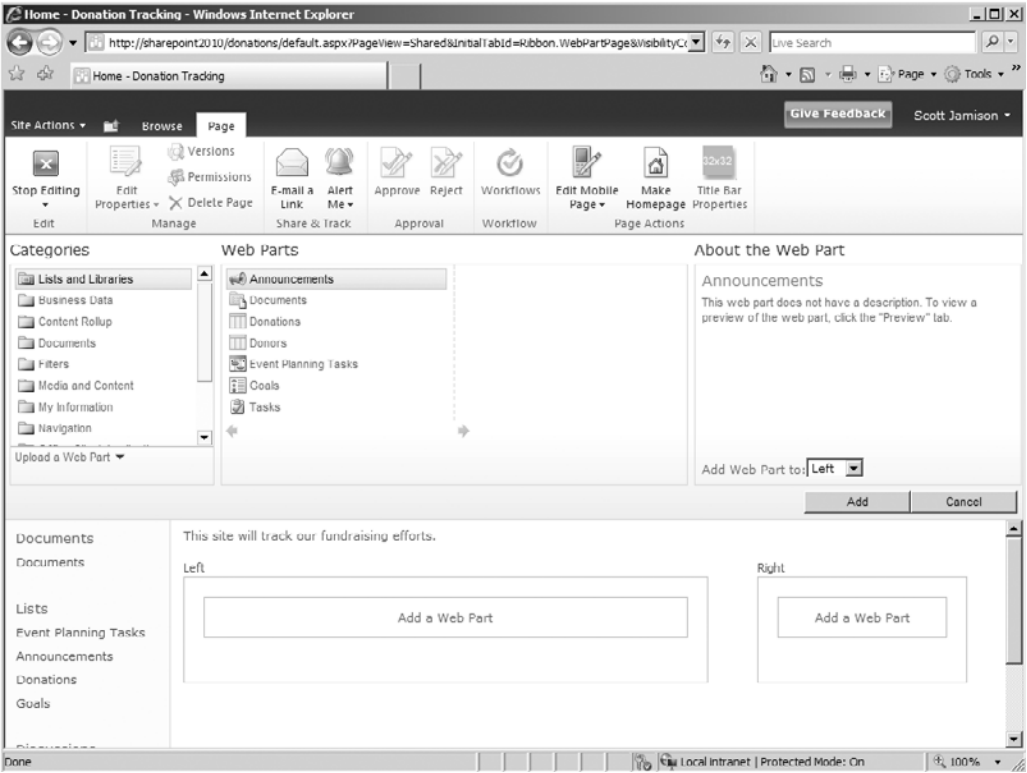 Home - Donation Tracking - Windows Internet Explorer
http://sharepoint2010/donations/default.aspx?PageView=Shared&InitialTabId=Ribbon.WebPartPage&VisibilityCo
Live Search
Home - Donation Tracking
Page Tools
Give Feedback
Scott Jamison
Site Actions Browse Page
Stop Editing
Edit
Edit Properties
Versions
Permissions
Delete Page
Manage
E-mail a Link
Alert Me
Share & Track
Approve Reject
Approval
Workflows
Workflow
Edit Mobile Page
Make Homepage
32x32
Title Bar Properties
Page Actions
Categories
Lists and Libraries
Business Data
Content Rollup
Documents
Filters
Media and Content
My Information
Navigation
Upload a Web Part
Web Parts
Announcements
Documents
Donations
Donors
Event Planning Tasks
Goals
Tasks
About the Web Part
Announcements
This web part does not have a description. To view a
preview of the web part, click the "Preview" tab.
Add Web Part to: Left
Add Cancel
Documents
Documents
Lists
Event Planning Tasks
Announcements
Donations
Goals
This site will track our fundraising efforts.
Left
Add a Web Part
Right
Add a Web Part
Done
Local intranet | Protected Mode: On
100%